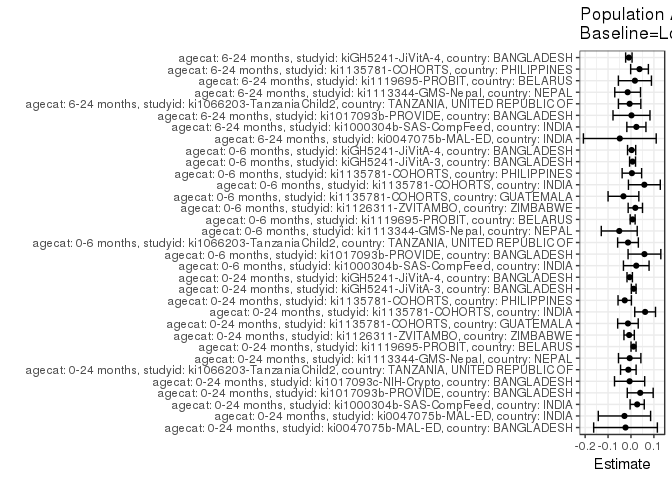 Population
Baseline=Lo
agecat: 6-24 months, studyid: kiGH5241-JiVitA-4, country: BANGLADESH
agecat: 6-24 months, studyid: ki1135781-COHORTS, country: PHILIPPINES
agecat: 6-24 months, studyid: ki1119695-PROBIT, country: BELARUS
agecat: 6-24 months, studyid: ki1113344-GMS-Nepal, country: NEPAL
agecat: 6-24 months, studyid: ki1066203-TanzaniaChild2, country: TANZANIA, UNITED REPUBLIC OF
agecat: 6-24 months, studyid: ki1017093b-PROVIDE, country: BANGLADESH
agecat: 6-24 months, studyid: ki1000304b-SAS-CompFeed, country: INDIA
agecat: 6-24 months, studyid: ki0047075b-MAL-ED, country: INDIA
agecat: 0-6 months, studyid: kiGH5241-JiVitA-4, country: BANGLADESH
agecat: 0-6 months, studyid: kiGH5241-JiVitA-3, country: BANGLADESH
agecat: 0-6 months, studyid: ki1135781-COHORTS, country: PHILIPPINES
agecat: 0-6 months, studyid: ki1135781-COHORTS, country: INDIA
agecat: 0-6 months, studyid: ki1135781-COHORTS, country: GUATEMALA
agecat: 0-6 months, studyid: ki1126311-ZVITAMBO, country: ZIMBABWE
agecat: 0-6 months, studyid: ki1119695-PROBIT, country: BELARUS
agecat: 0-6 months, studyid: ki1113344-GMS-Nepal, country: NEPAL
agecat: 0-6 months, studyid: ki1066203-TanzaniaChild2, country: TANZANIA, UNITED REPUBLIC OF
agecat: 0-6 months, studyid: ki1017093b-PROVIDE, country: BANGLADESH
agecat: 0-6 months, studyid: ki1000304b-SAS-CompFeed, country: INDIA
agecat: 0-24 months, studyid: kiGH5241-JiVitA-4, country: BANGLADESH
agecat: 0-24 months, studyid: kiGH5241-JiVitA-3, country: BANGLADESH
agecat: 0-24 months, studyid: ki1135781-COHORTS, country: PHILIPPINES
agecat: 0-24 months, studyid: ki1135781-COHORTS, country: INDIA
agecat: 0-24 months, studyid: ki1135781-COHORTS, country: GUATEMALA
agecat: 0-24 months, studyid: ki1126311-ZVITAMBO, country: ZIMBABWE
agecat: 0-24 months, studyid: ki1119695-PROBIT, country: BELARUS
agecat: 0-24 months, studyid: ki1113344-GMS-Nepal, country: NEPAL
agecat: 0-24 months, studyid: ki1066203-TanzaniaChild2, country: TANZANIA, UNITED REPUBLIC OF
agecat: 0-24 months, studyid: ki1017093c-NIH-Crypto, country: BANGLADESH
agecat: 0-24 months, studyid: ki1017093b-PROVIDE, country: BANGLADESH
agecat: 0-24 months, studyid: ki1000304b-SAS-CompFeed, country: INDIA
agecat: 0-24 months, studyid: ki0047075b-MAL-ED, country: INDIA
agecat: 0-24 months, studyid: ki0047075b-MAL-ED, country: BANGLADESH
-0.2 -0.1 0.0 0.1
Estimate